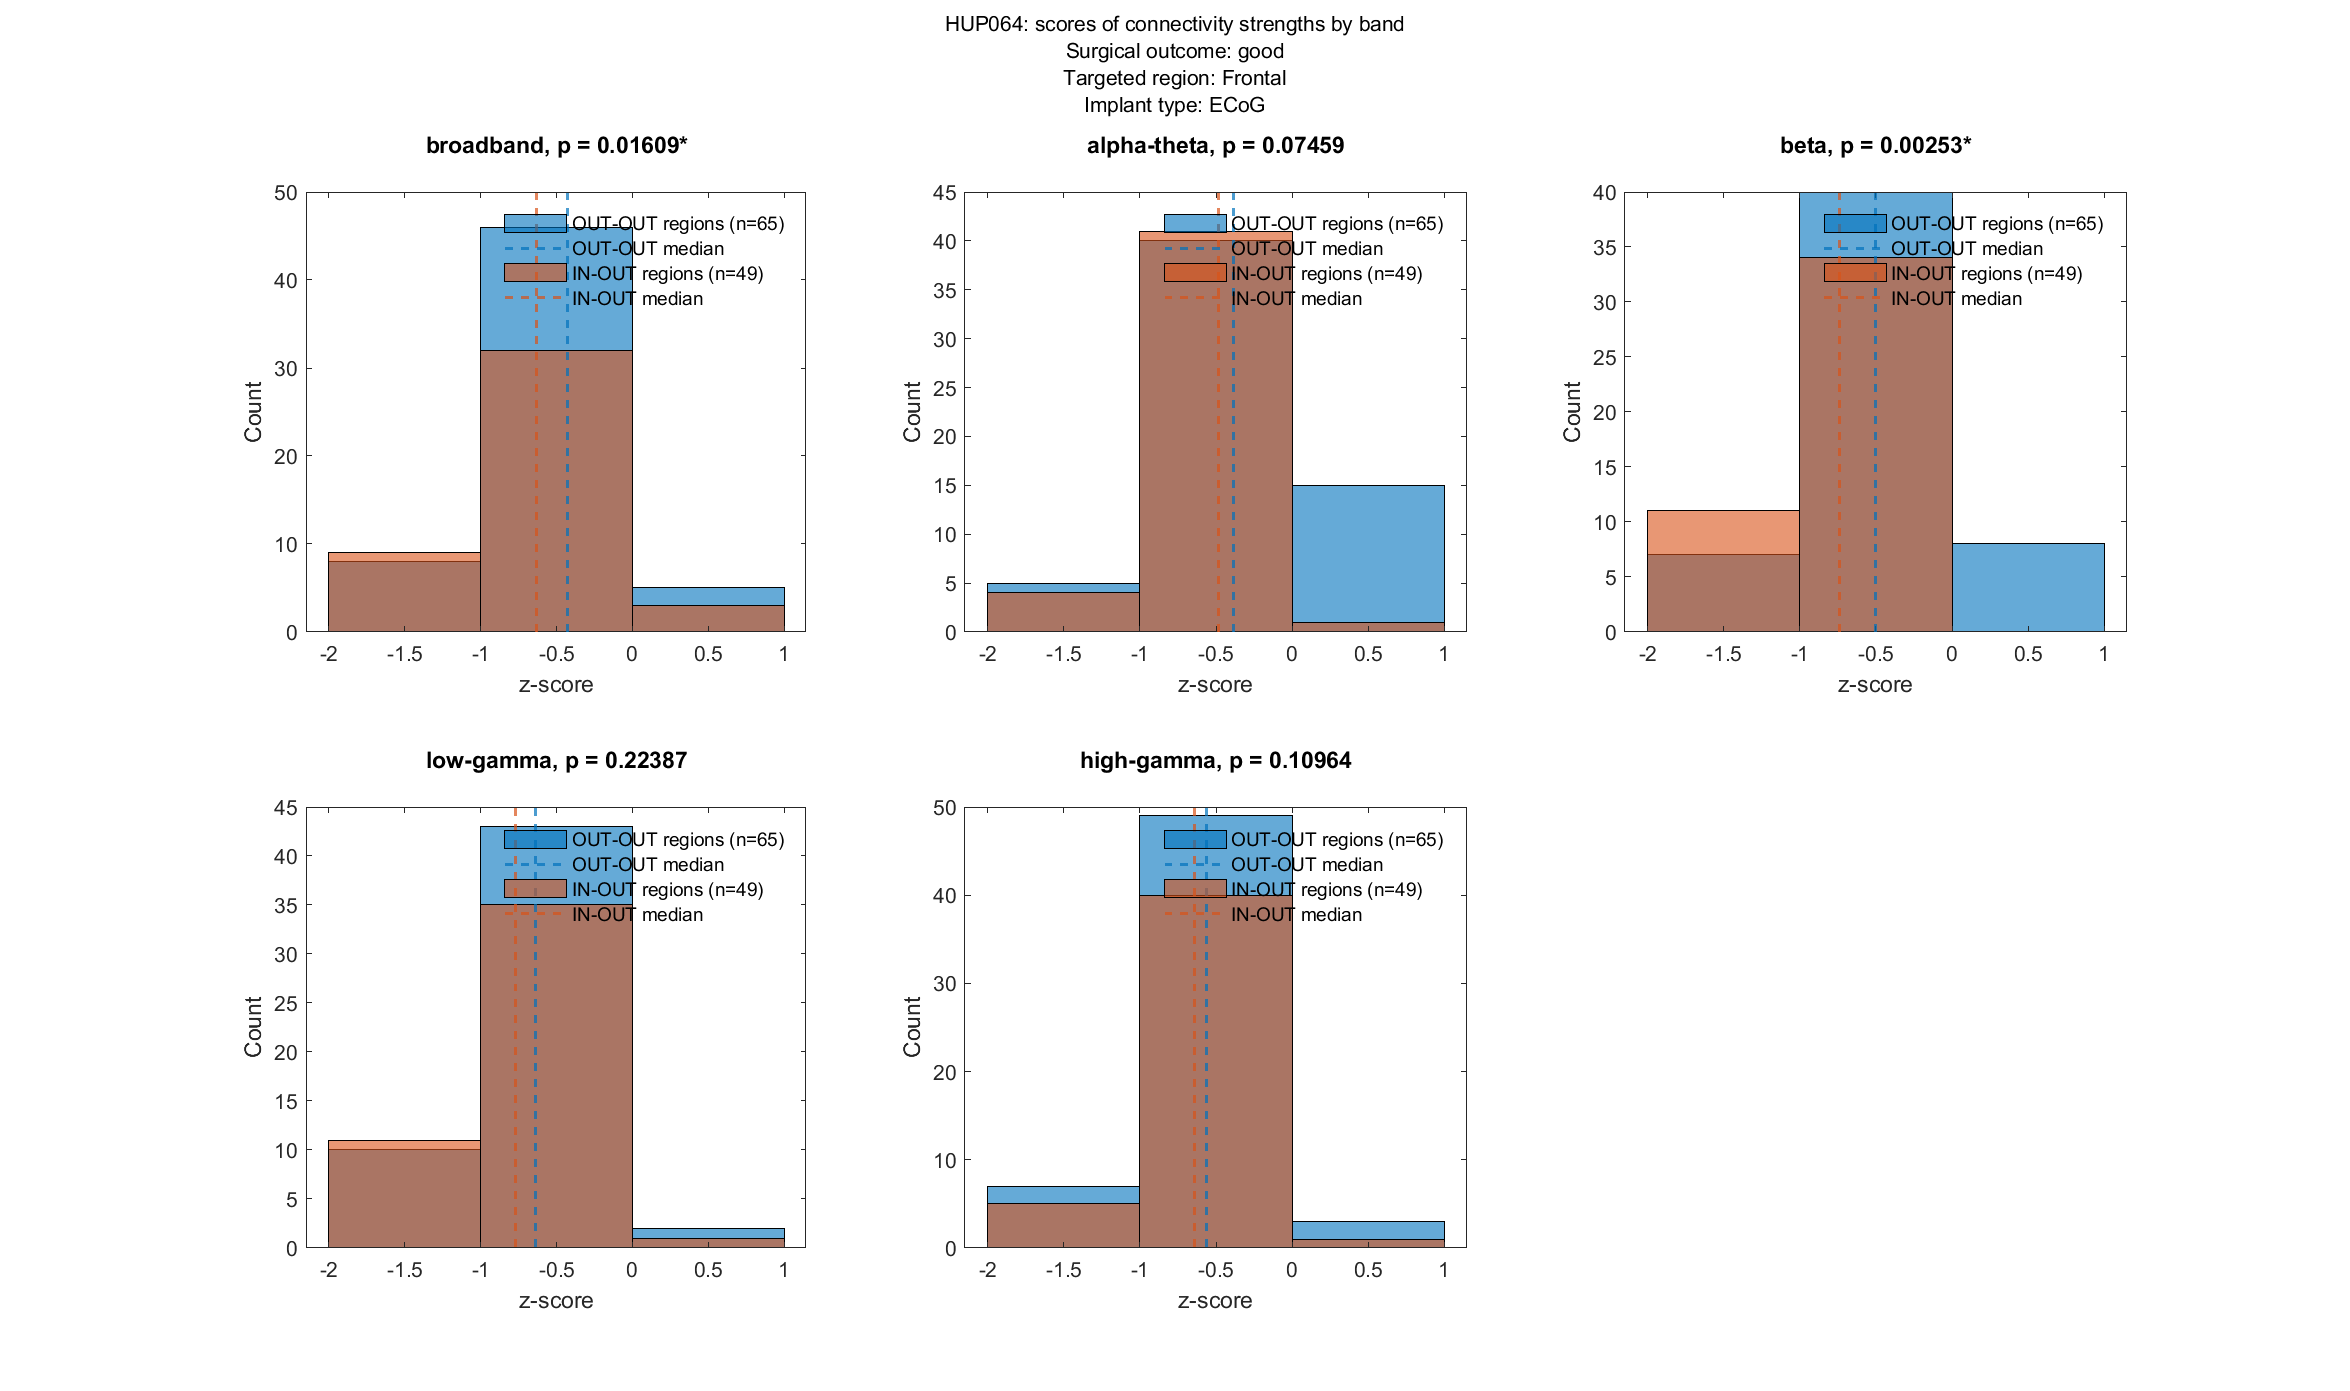 HUP064: scores of connectivity strengths by band
Surgical outcome: good
Targeted region: Frontal
Implant type: ECoG
broadband, p = 0.01609*
50
40
30
20
10
0
Count
-2 -1.5 -1 -0.5 0 0.5 1
z-score
OUT-OUT regions (n=65)
OUT-OUT median
IN-OUT regions (n=49)
IN-OUT median
alpha-theta, p = 0.07459
45
40
35
30
25
20
15
10
5
0
Count
-2 -1.5 -1 -0.5 0 0.5 1
z-score
OUT-OUT regions (n=65)
OUT-OUT median
IN-OUT regions (n=49)
IN-OUT median
beta, p = 0.00253*
40
35
30
25
20
15
10
5
0
Count
-2 -1.5 -1 -0.5 0 0.5 1
z-score
OUT-OUT regions (n=65)
OUT-OUT median
IN-OUT regions (n=49)
IN-OUT median
low-gamma, p = 0.22387
45
40
35
30
25
20
15
10
5
0
Count
-2 -1.5 -1 -0.5 0 0.5 1
z-score
OUT-OUT regions (n=65)
OUT-OUT median
IN-OUT regions (n=49)
IN-OUT median
high-gamma, p = 0.10964
50
40
30
20
10
0
Count
-2 -1.5 -1 -0.5 0 0.5 1
z-score
OUT-OUT regions (n=65)
OUT-OUT median
IN-OUT regions (n=49)
IN-OUT median